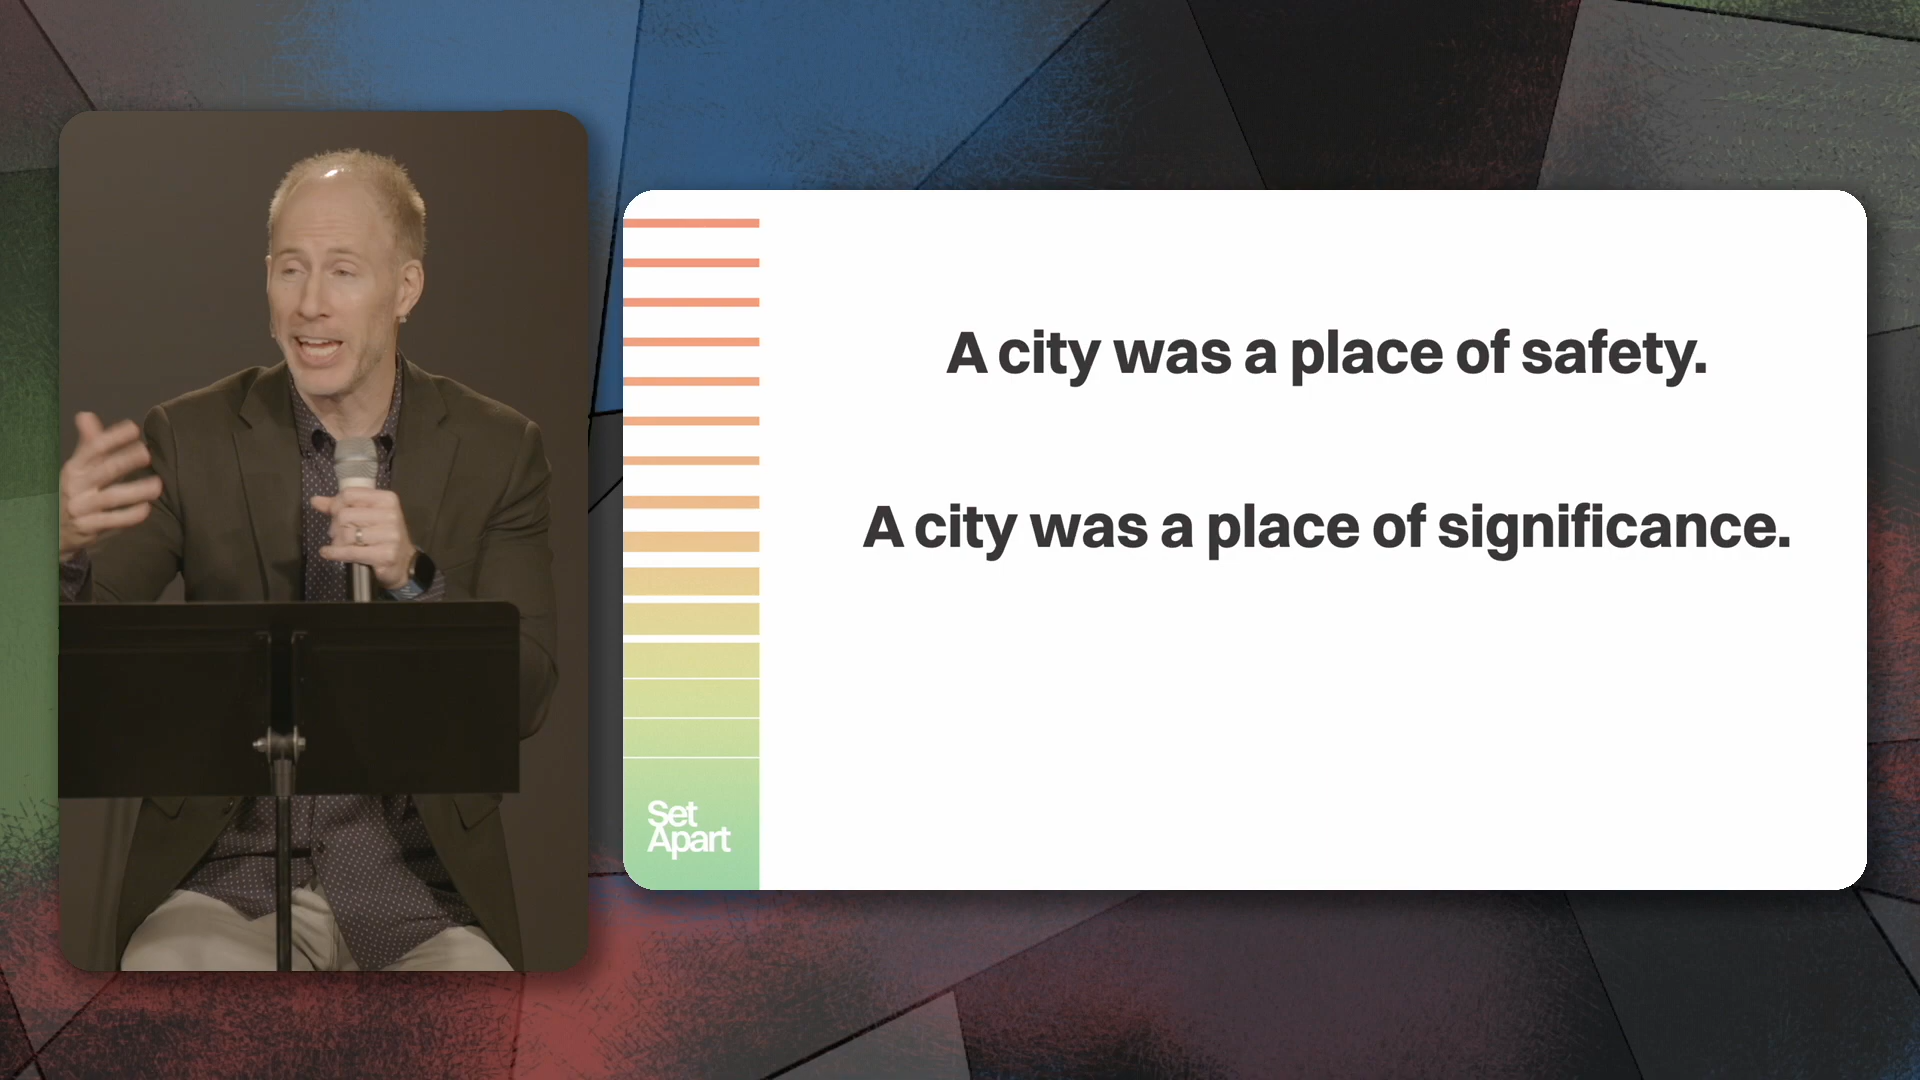 A city was a place of safety.
A city was a place of significance.
Set
Apart